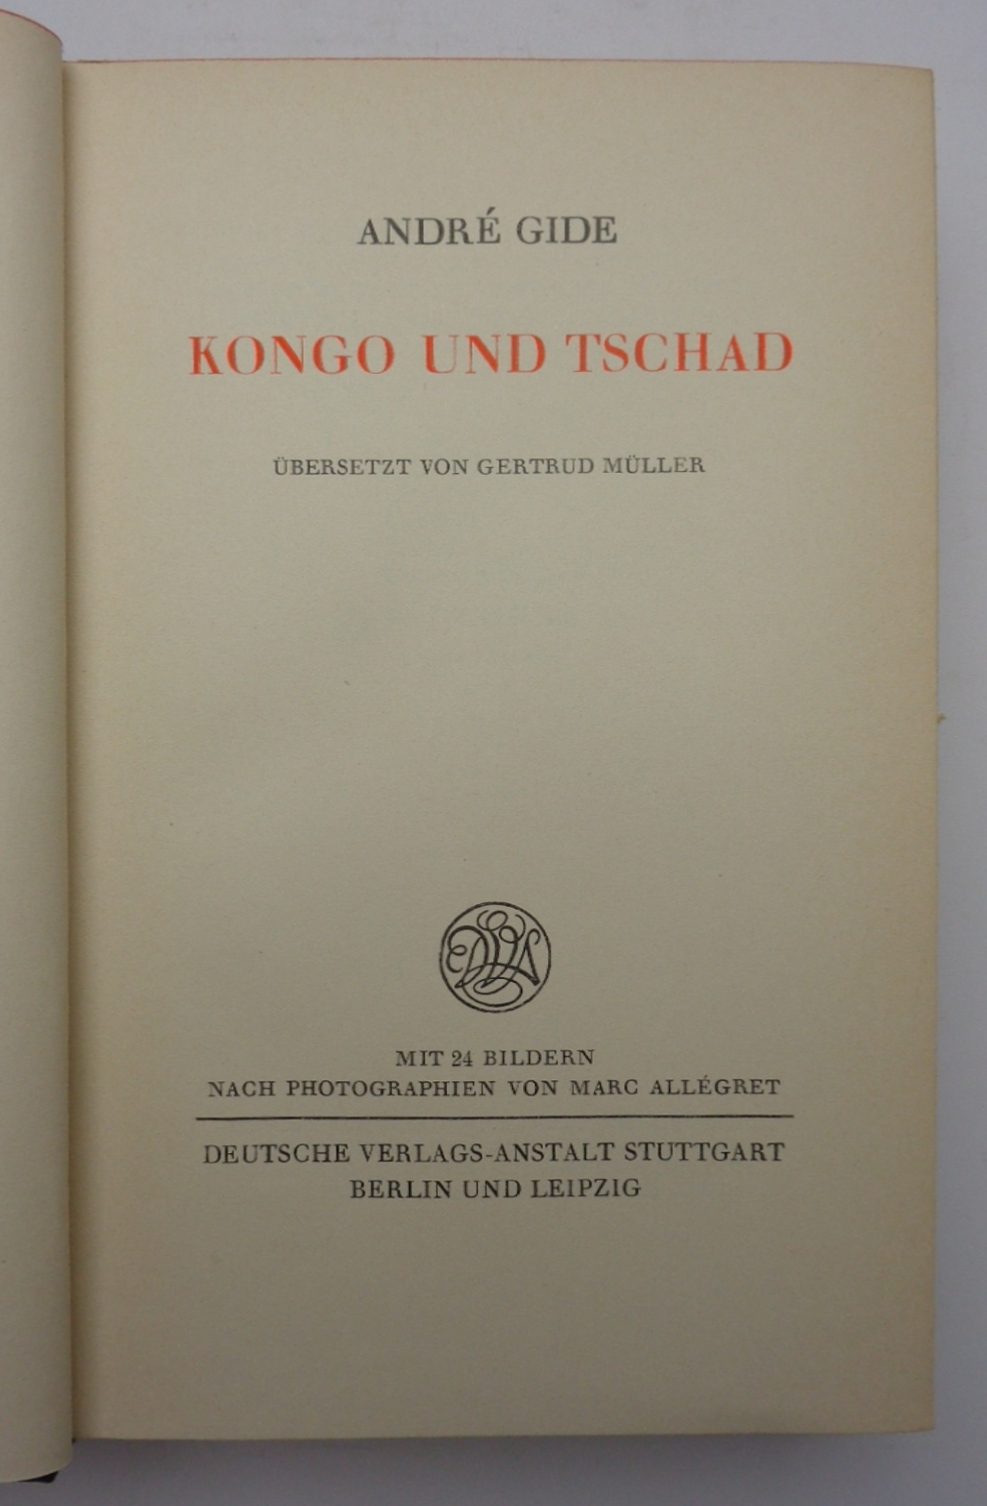 ANDRÉ GIDE
KONGO UND TSCHAD
ÜBERSETZT VON GERTRUD MÜLLER
MIT 24 BILDERN
NACH PHOTOGRAPHIEN VON MARC ALLÉGRET
DEUTSCHE VERLAGS-ANSTALT STUTTGART
BERLIN UND LEIPZIG